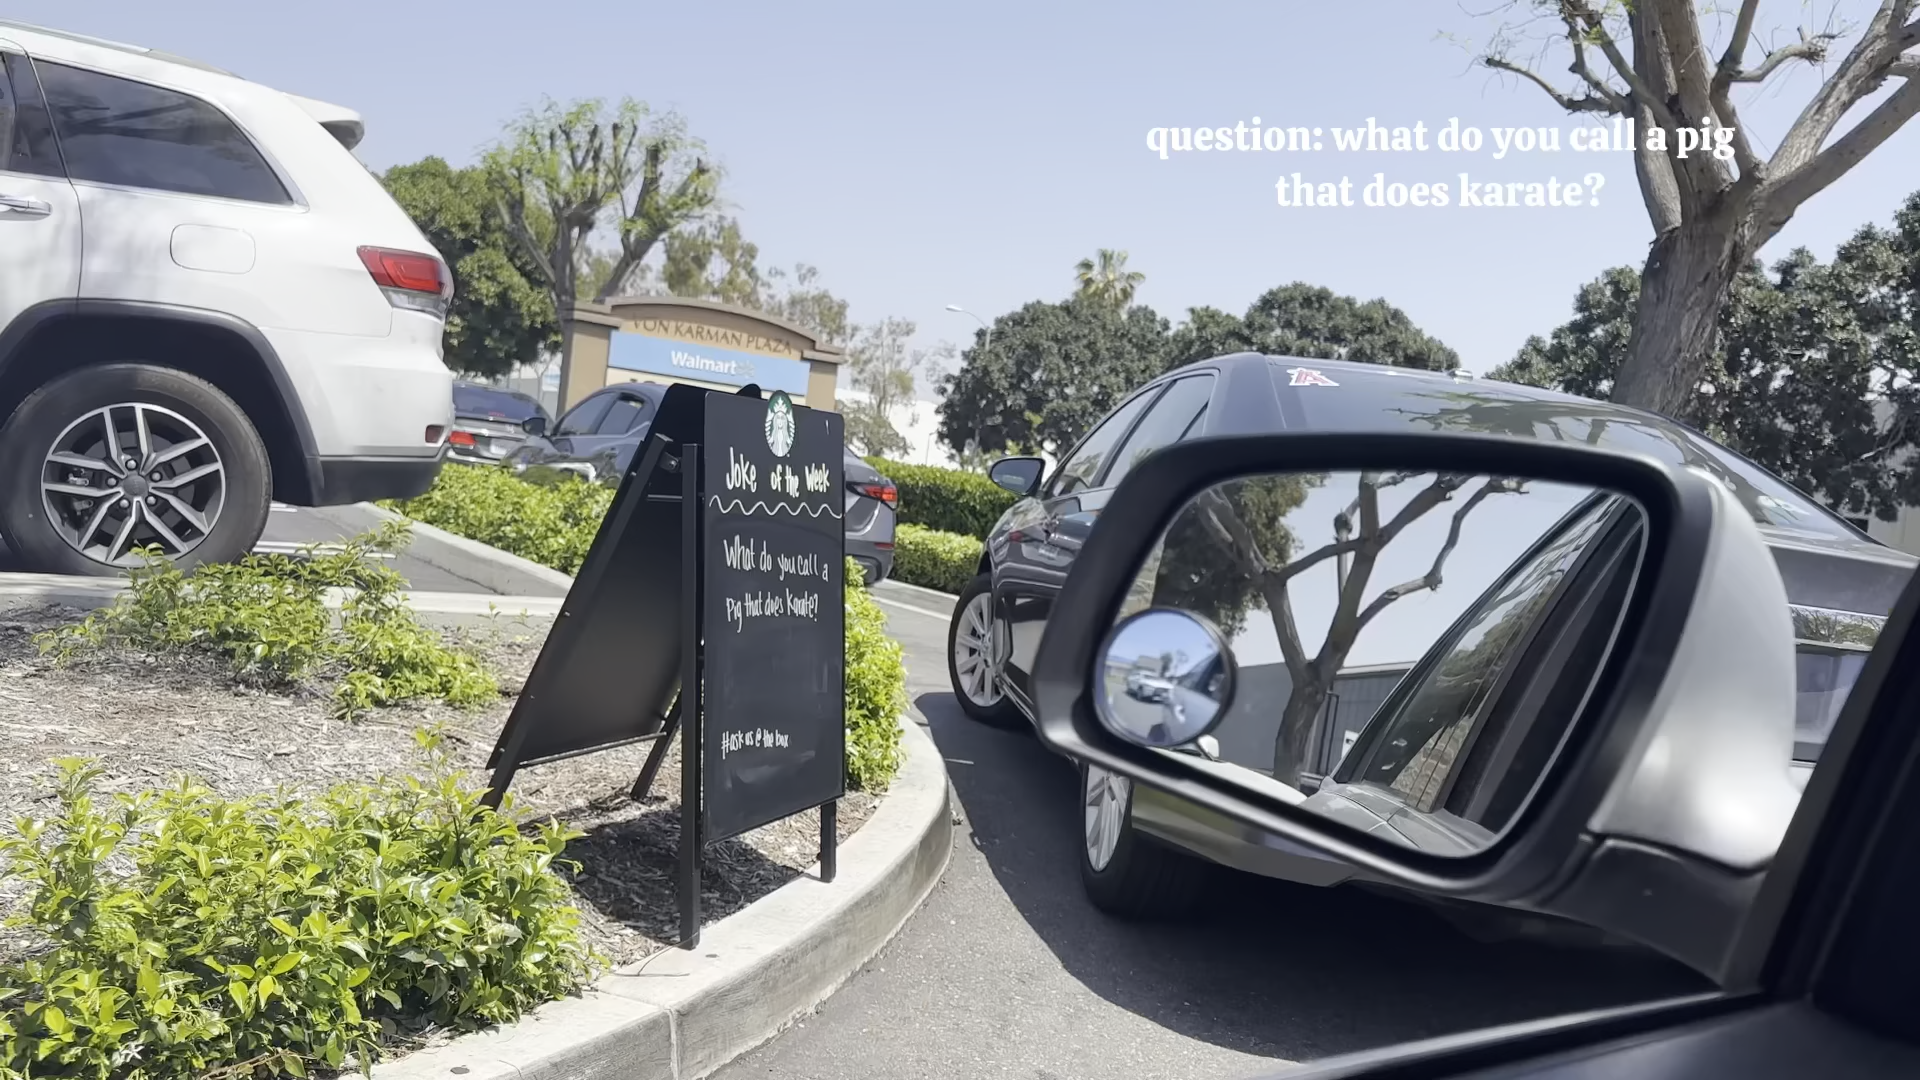 question: what do you call a pig
that does karate?
VON KARMAN PLAZA
Walmart
Joke of the Week
What do you call a
pig that does karate?
#ask us @ the box
A